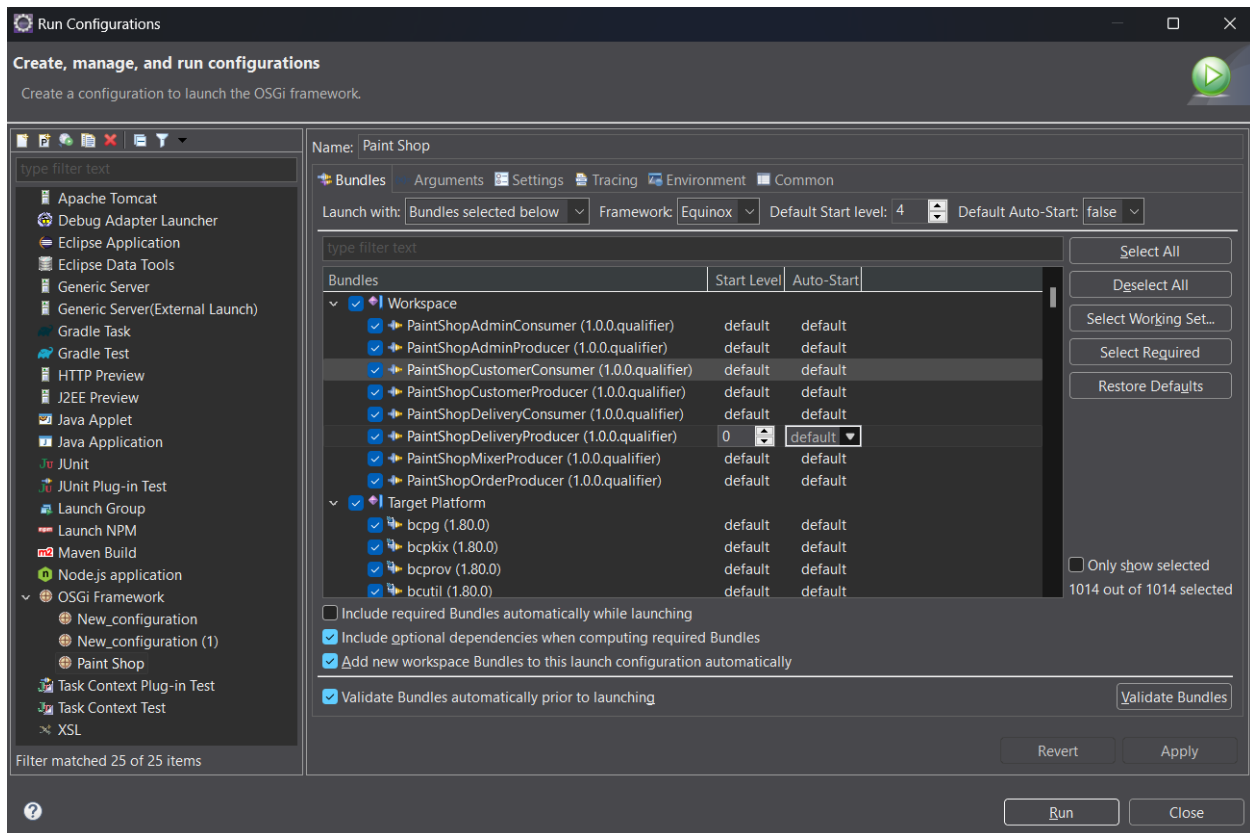 Run Configurations
Create, manage, and run configurations
Create a configuration to launch the OSGi framework.
type filter text
Apache Tomcat
Debug Adapter Launcher
Eclipse Application
Eclipse Data Tools
Generic Server
Generic Server(External Launch)
Gradle Task
Gradle Test
HTTP Preview
J2EE Preview
Java Applet
Java Application
JUnit
JUnit Plug-in Test
Launch Group
Launch NPM
Maven Build
Node.js application
OSGi Framework
New_configuration
New_configuration (1)
Paint Shop
Task Context Plug-in Test
Task Context Test
XSL
Filter matched 25 of 25 items
Name: Paint Shop
Bundles Arguments Settings Tracing Environment Common
Launch with: Bundles selected below Framework: Equinox Default Start level: 4 Default Auto-Start: false
type filter text
Bundles Start Level Auto-Start
Workspace
PaintShopAdminConsumer (1.0.0.qualifier) default default
PaintShopAdminProducer (1.0.0.qualifier) default default
PaintShopCustomerConsumer (1.0.0.qualifier) default default
PaintShopCustomerProducer (1.0.0.qualifier) default default
PaintShopDeliveryConsumer (1.0.0.qualifier) default default
PaintShopDeliveryProducer (1.0.0.qualifier) 0 default
PaintShopMixerProducer (1.0.0.qualifier) default default
PaintShopOrderProducer (1.0.0.qualifier) default default
Target Platform
bcpg (1.80.0) default default
bcpkix (1.80.0) default default
bcprov (1.80.0) default default
bcutil (1.80.0) default default
Select All
Deselect All
Select Working Set...
Select Required
Restore Defaults
Only show selected
1014 out of 1014 selected
Include required Bundles automatically while launching
Include optional dependencies when computing required Bundles
Add new workspace Bundles to this launch configuration automatically
Validate Bundles automatically prior to launching
Validate Bundles
Revert Apply
Run Close